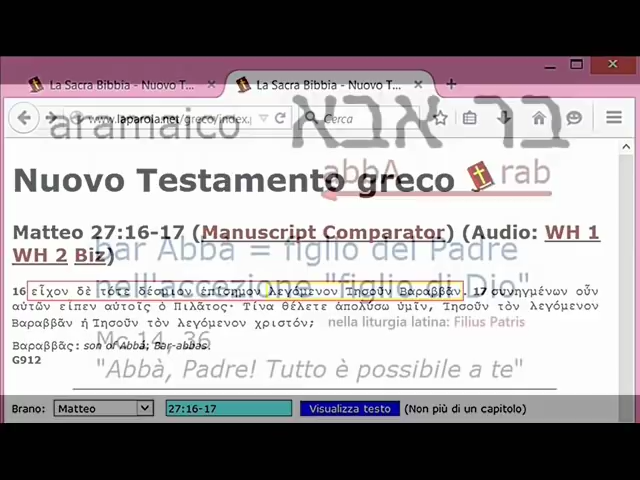 La Sacra Bibbia - Nuovo T... La Sacra Bibbia - Nuovo T...
www.laparola.net/greco/index. Cerca
aramaico בר אבא
abbA rab
Nuovo Testamento greco
Matteo 27:16-17 (Manuscript Comparator) (Audio: WH 1
WH 2 Biz)
bar Abbà = figlio del Padre
nell'accezione "figlio di Dio"
16 εἶχον δὲ τότε δέσμιον ἐπίσημον λεγόμενον Ἰησοῦν Βαραββᾶν. 17 συνηγμένων οὖν
αὐτῶν εἶπεν αὐτοῖς ὁ Πιλᾶτος· Τίνα θέλετε ἀπολύσω ὑμῖν, Ἰησοῦν τὸν λεγόμενον
Βαραββᾶν ἢ Ἰησοῦν τὸν λεγόμενον χριστόν; nella liturgia latina: Filius Patris
Mc 14, 36
Βαραββᾶς: son of Abba; Bar-abbas.
G912
"Abbà, Padre! Tutto è possibile a te"
Brano: Matteo 27:16-17 Visualizza testo (Non più di un capitolo)